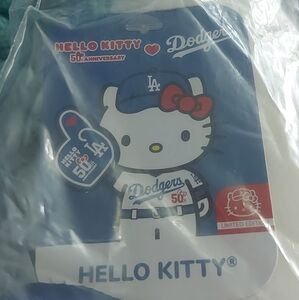 HELLO KITTY Dodgers
50th ANNIVERSARY
LA
HELLO KITTY
50th
LA
Dodgers
50th
LIMITED EDITION
HELLO KITTY®